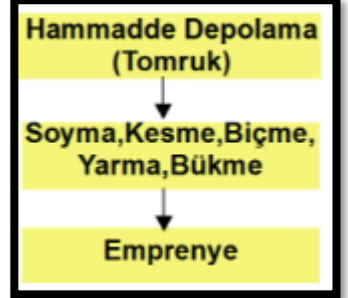 Hammadde Depolama
(Tomruk)
Soyma,Kesme,Biçme,
Yarma,Bükme
Emprenye